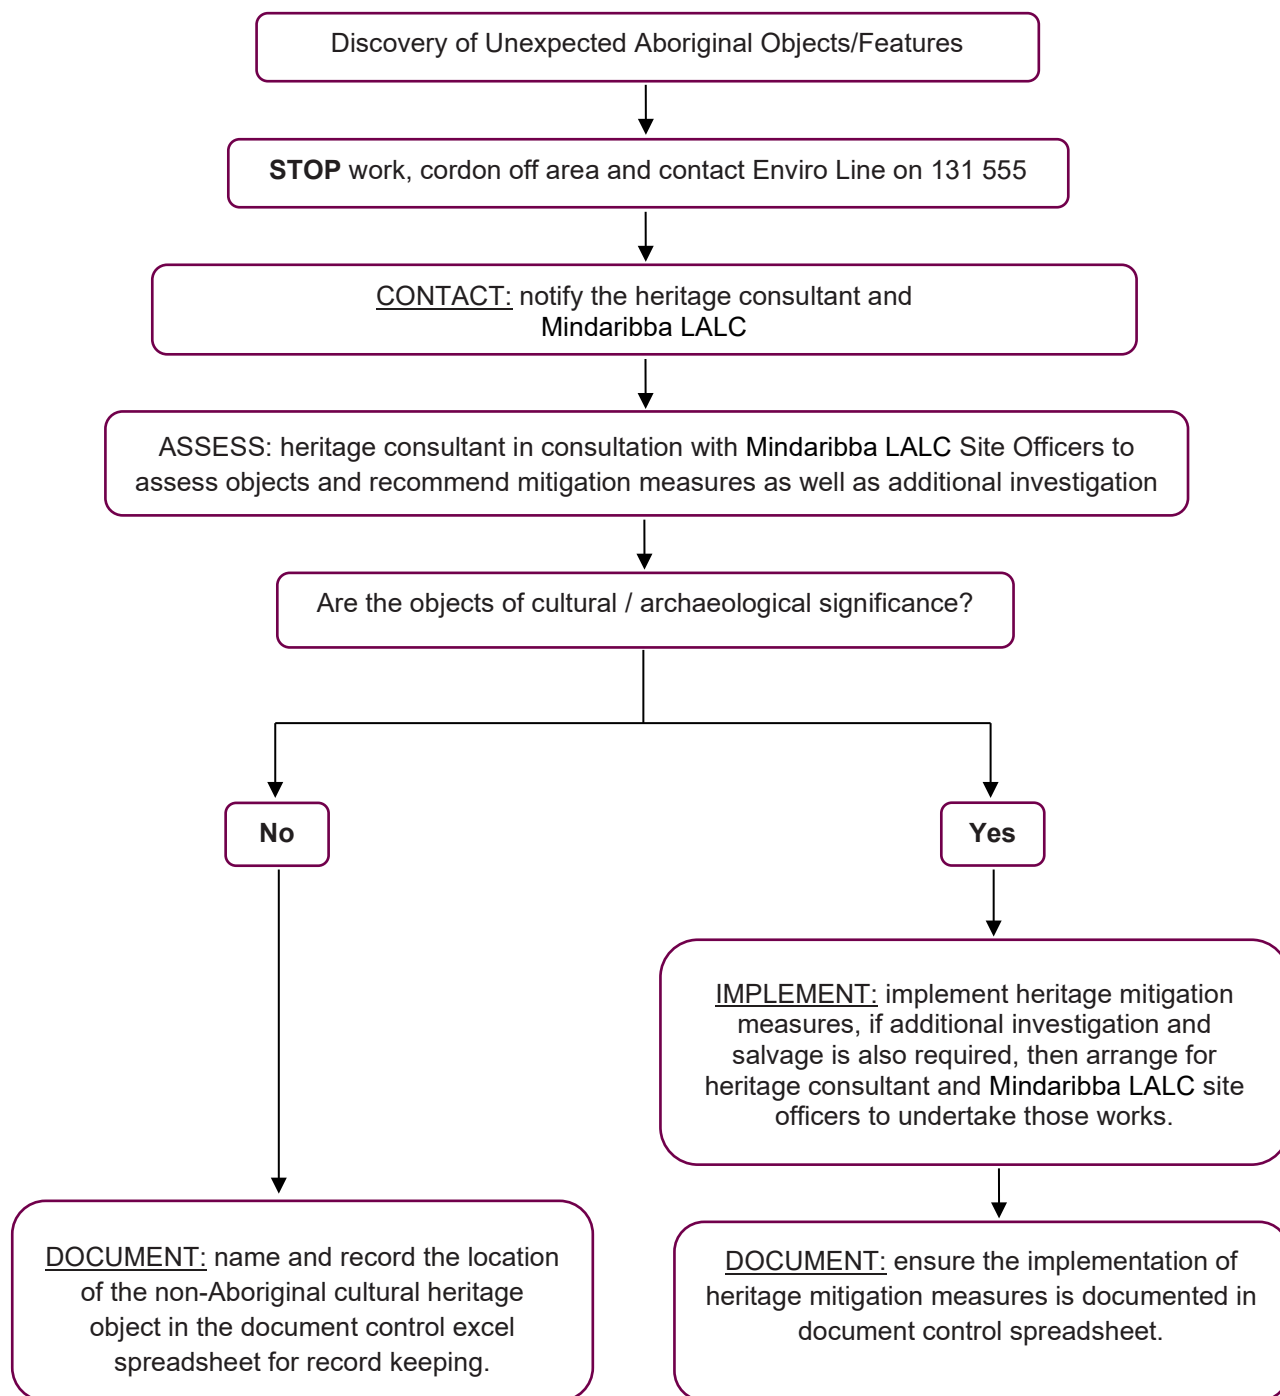 Discovery of Unexpected Aboriginal Objects/Features
STOP work, cordon off area and contact Enviro Line on 131 555
CONTACT: notify the heritage consultant and
Mindaribba LALC
ASSESS: heritage consultant in consultation with Mindaribba LALC Site Officers to
assess objects and recommend mitigation measures as well as additional investigation
Are the objects of cultural / archaeological significance?
No
Yes
IMPLEMENT: implement heritage mitigation
measures, if additional investigation and
salvage is also required, then arrange for
heritage consultant and Mindaribba LALC site
officers to undertake those works.
DOCUMENT: name and record the location
of the non-Aboriginal cultural heritage
object in the document control excel
spreadsheet for record keeping.
DOCUMENT: ensure the implementation of
heritage mitigation measures is documented in
document control spreadsheet.